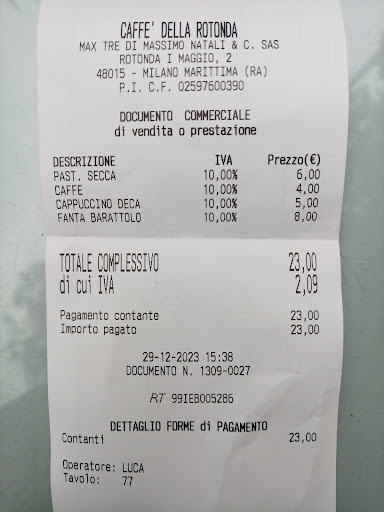 CAFFE' DELLA ROTONDA
MAX TRE DI MASSIMO NATALI & C. SAS
ROTONDA I MAGGIO, 2
48015 - MILANO MARITTIMA (RA)
P.I. C.F. 02597600390
DOCUMENTO COMMERCIALE
di vendita o prestazione
DESCRIZIONE IVA Prezzo(€)
PAST. SECCA 10,00% 6,00
CAFFE 10,00% 4,00
CAPPUCCINO DECA 10,00% 5,00
FANTA BARATTOLO 10,00% 8,00
TOTALE COMPLESSIVO 23,00
di cui IVA 2,09
Pagamento contante 23,00
Importo pagato 23,00
29-12-2023 15:38
DOCUMENTO N. 1309-0027
RT 99IEB005286
DETTAGLIO FORME di PAGAMENTO
Contanti 23,00
Operatore: LUCA
Tavolo: 77